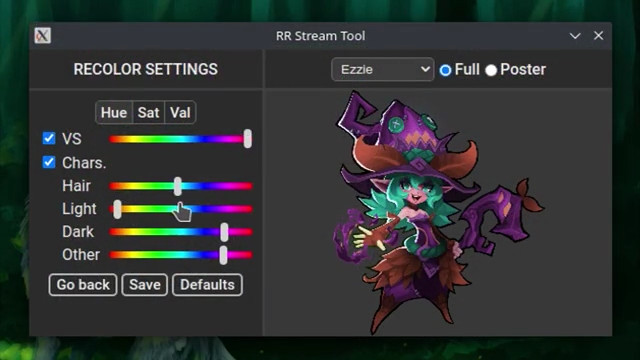 RR Stream Tool
RECOLOR SETTINGS
Ezzie
Full
Poster
Hue Sat Val
VS
Chars.
Hair
Light
Dark
Other
Go back Save Defaults